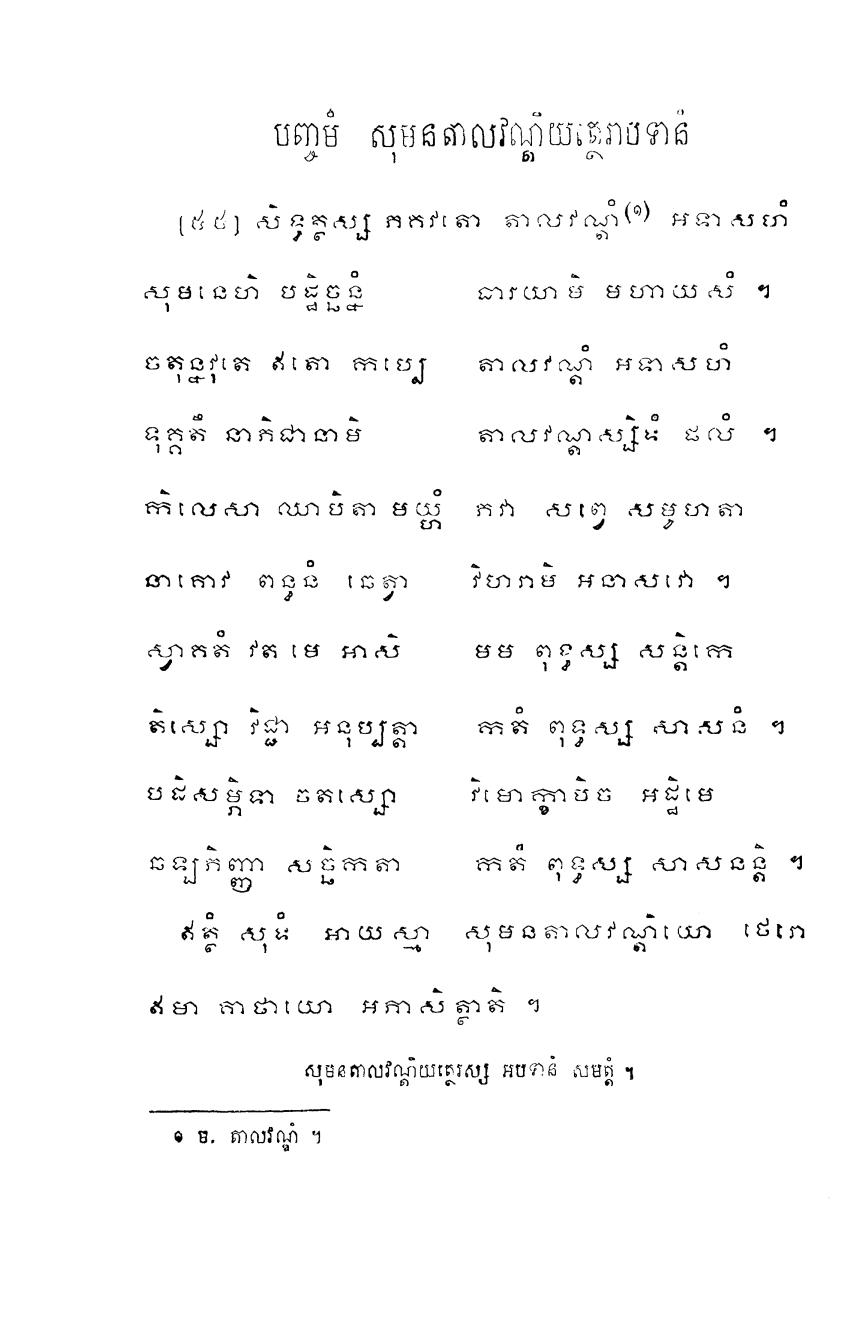 បញ្ចមំ សុមនតាលវណ្ដិយត្ថេរាបទានំ
[៥៥] សិទ្ធត្ថស្ស ភគវតោ តាលវណ្ដំ(១) អទាសហំ
សុមនេហិ បដិច្ឆន្នំ ធារយាមិ មហាយសំ ។
ចតុន្នវុតេ ឥតោ កប្បេ តាលវណ្ដំ អទាសហំ
ទុគ្គតឹ នាភិជានាមិ តាលវណ្ដស្សិទំ ផលំ ។
កិលេសា ឈាបិតា មយ្ហំ ភវា សព្វេ សមូហតា
នាគោវ ពន្ធនំ ឆេត្វា វិហរាមិ អនាសវោ ។
ស្វាគតំ វត មេ អាសិ មម ពុទ្ធស្ស សន្តិកេ
តិស្សោ វិជ្ជា អនុប្បត្តា កតំ ពុទ្ធស្ស សាសនំ ។
បដិសម្ភិទា ចតស្សោ វិមោក្ខាបិច អដ្ឋិមេ
ឆឡភិញ្ញា សច្ឆិកតា កតំ ពុទ្ធស្ស សាសនន្តិ ។
ឥត្ថំ សុទំ អាយស្មា សុមនតាលវណ្ដិយោ ថេរោ
ឥមា គាថាយោ អភាសិត្ថាតិ ។
សុមនតាលវណ្ដិយត្ថេរស្ស អបទានំ សមត្តំ ។
១ ម. តាលវណ្ឋំ ។